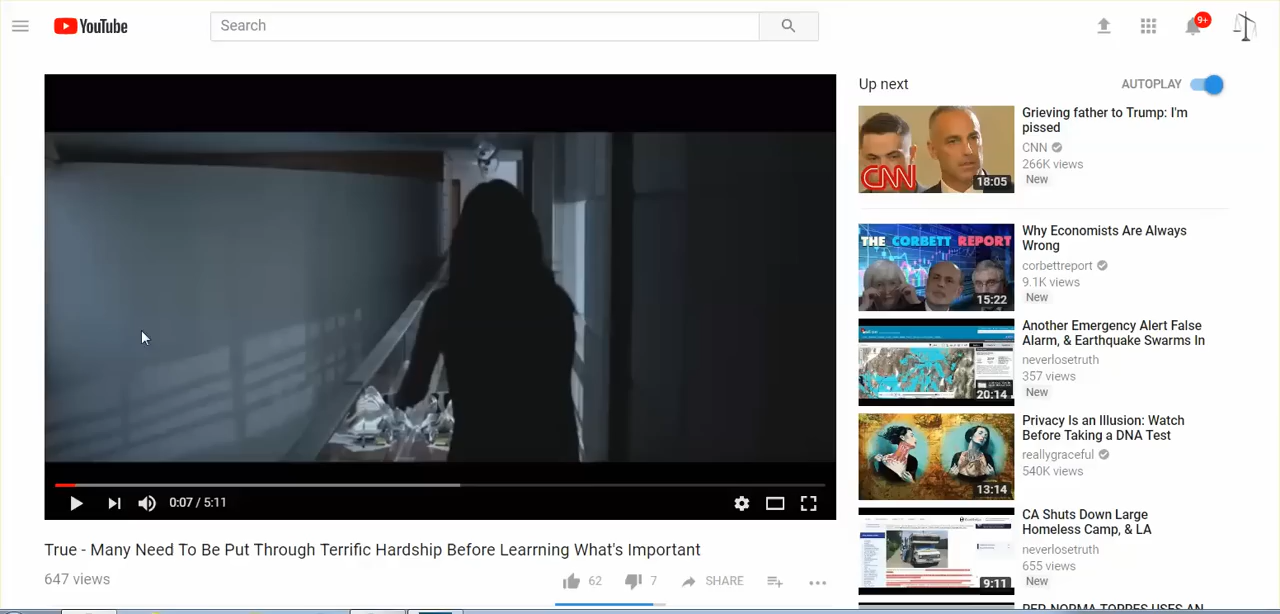 YouTube
Search
9+
0:07 / 5:11
True - Many Need To Be Put Through Terrific Hardship Before Learrning What's Important
647 views
62
7
SHARE
Up next
AUTOPLAY
CNN
18:05
Grieving father to Trump: I'm
pissed
CNN
266K views
New
THE CORBETT REPORT
15:22
Why Economists Are Always
Wrong
corbettreport
9.1K views
New
20:14
Another Emergency Alert False
Alarm, & Earthquake Swarms In
neverlosetruth
357 views
New
13:14
Privacy Is an Illusion: Watch
Before Taking a DNA Test
reallygraceful
540K views
9:11
CA Shuts Down Large
Homeless Camp, & LA
neverlosetruth
655 views
New
REP. NORMA TORRES USES AN